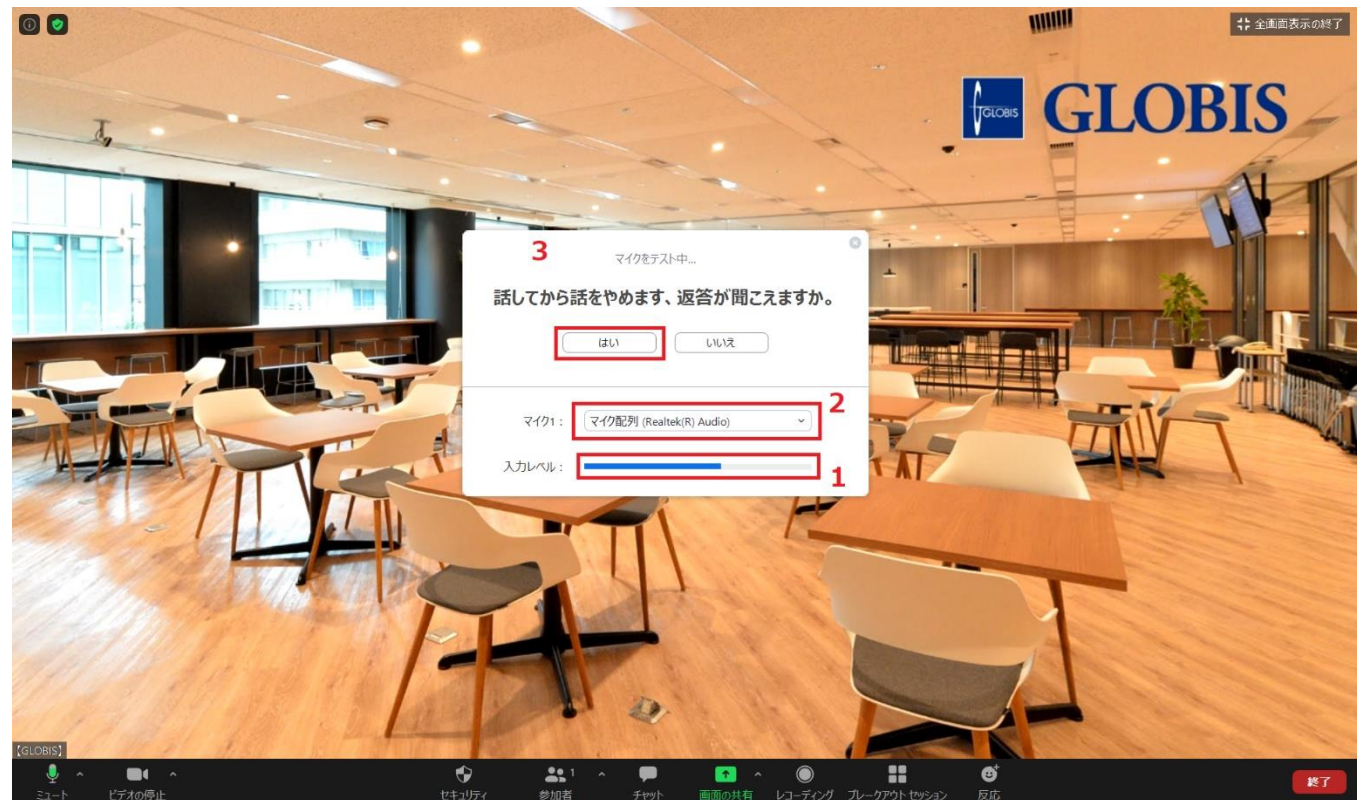 全画面表示の終了
GLOBIS GLOBIS
3
マイクをテスト中...
話してから話をやめます、返答が聞こえますか。
はい いいえ
マイク1： マイク配列 (Realtek(R) Audio) 2
入力レベル： 1
【GLOBIS】
ミュート ビデオの停止 セキュリティ 参加者 1 チャット 画面の共有 レコーディング ブレークアウト セッション 反応 終了